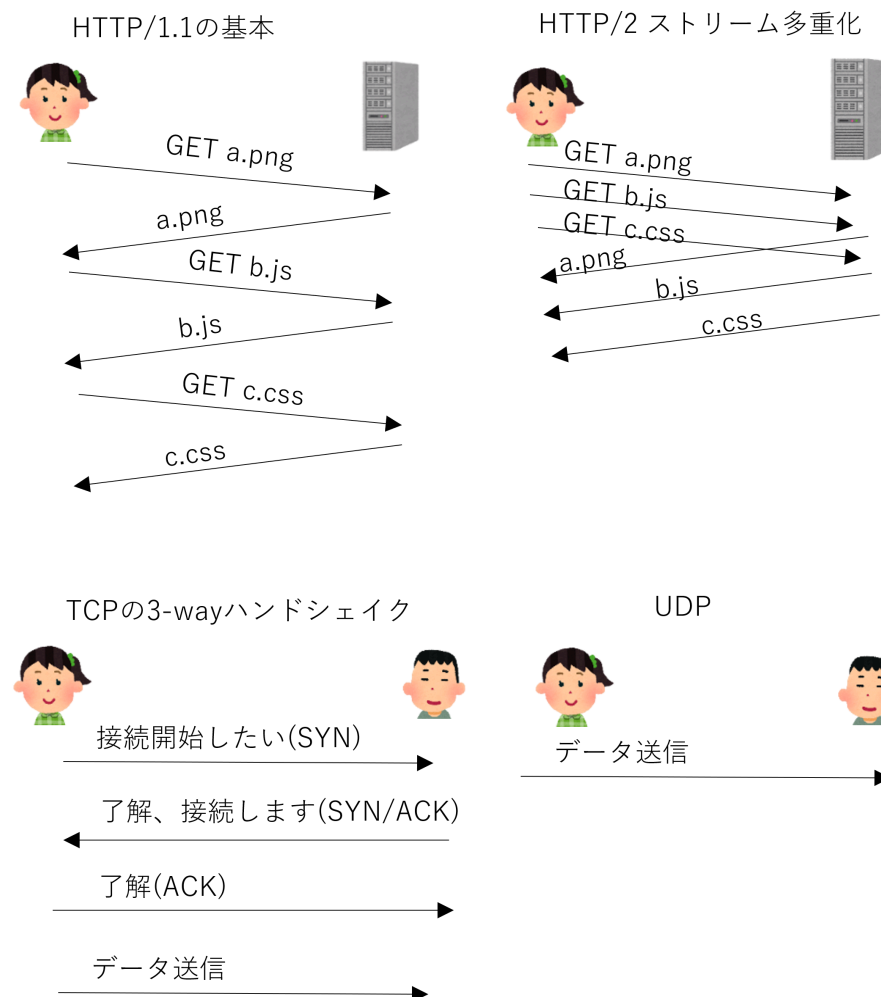 HTTP/1.1の基本
GET a.png
a.png
GET b.js
b.js
GET c.css
c.css
HTTP/2 ストリーム多重化
GET a.png
GET b.js
GET c.css
a.png
b.js
c.css
TCPの3-wayハンドシェイク
接続開始したい(SYN)
了解、接続します(SYN/ACK)
了解(ACK)
データ送信
UDP
データ送信